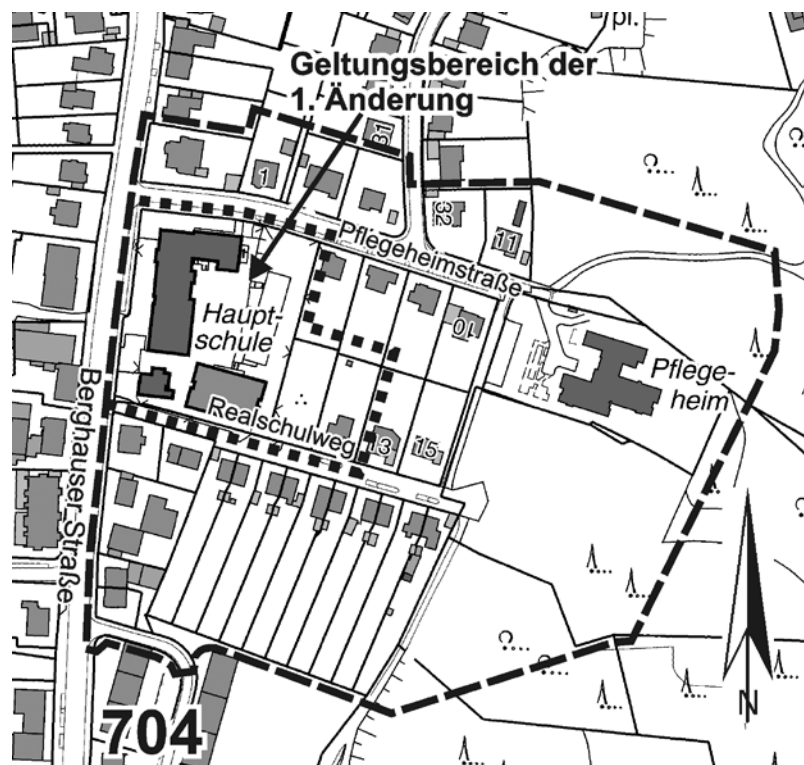 pl.
Geltungsbereich der
1. Änderung
31
1
32
11
Pflegeheimstraße
Haupt-
schule
10
Pflege-
heim
Berghauser Straße
Realschulweg
13
15
N
704